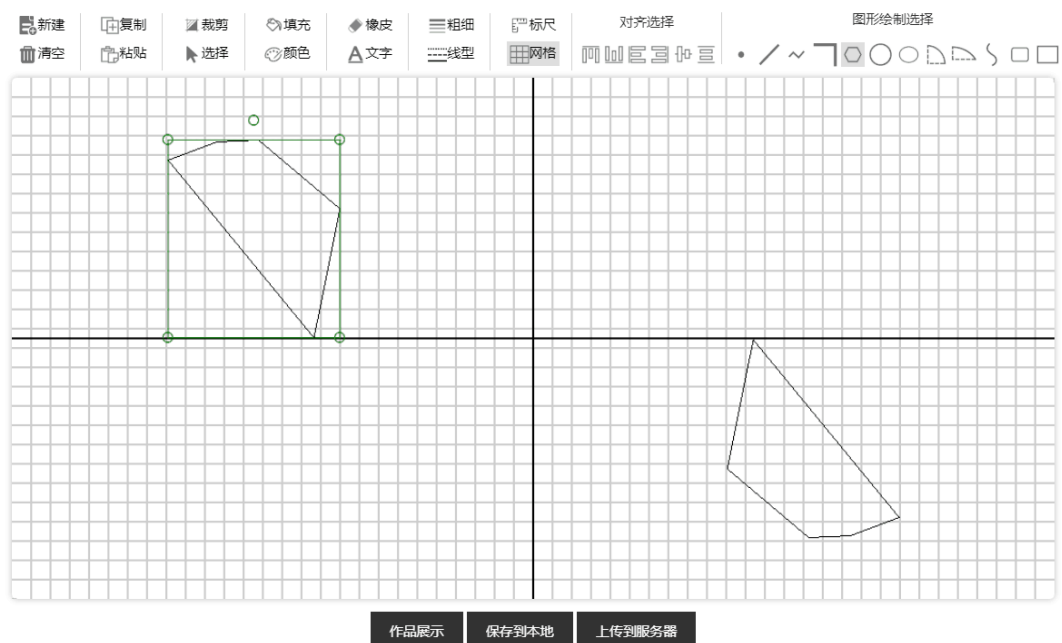 新建 复制 裁剪 填充 橡皮 粗细 标尺 对齐选择 图形绘制选择
清空 粘贴 选择 颜色 A文字 线型 网格
作品展示 保存到本地 上传到服务器